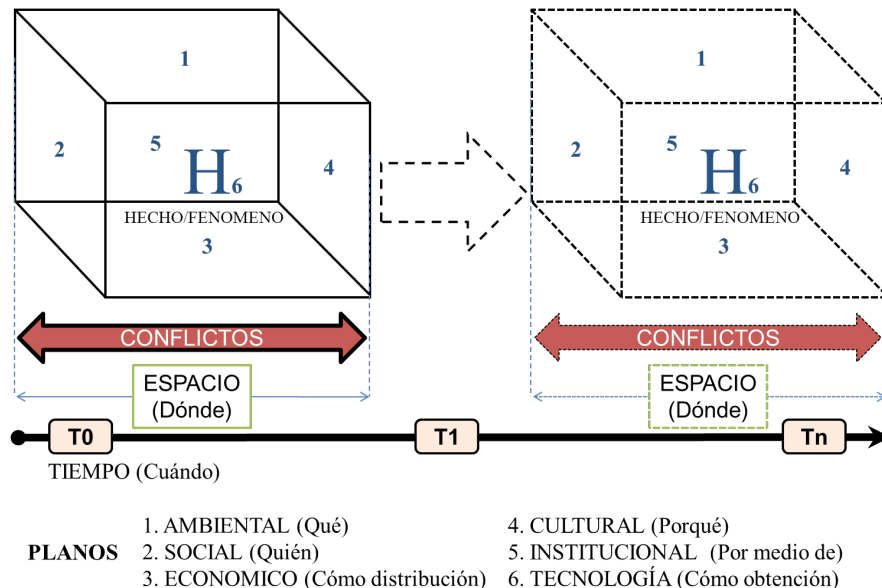 1
2
5
H6
4
HECHO/FENOMENO
3
CONFLICTOS
ESPACIO
(Dónde)
1
2
5
H6
4
HECHO/FENOMENO
3
CONFLICTOS
ESPACIO
(Dónde)
T0
T1
Tn
TIEMPO (Cuándo)
PLANOS
1. AMBIENTAL (Qué)
2. SOCIAL (Quién)
3. ECONOMICO (Cómo distribución)
4. CULTURAL (Porqué)
5. INSTITUCIONAL (Por medio de)
6. TECNOLOGÍA (Cómo obtención)